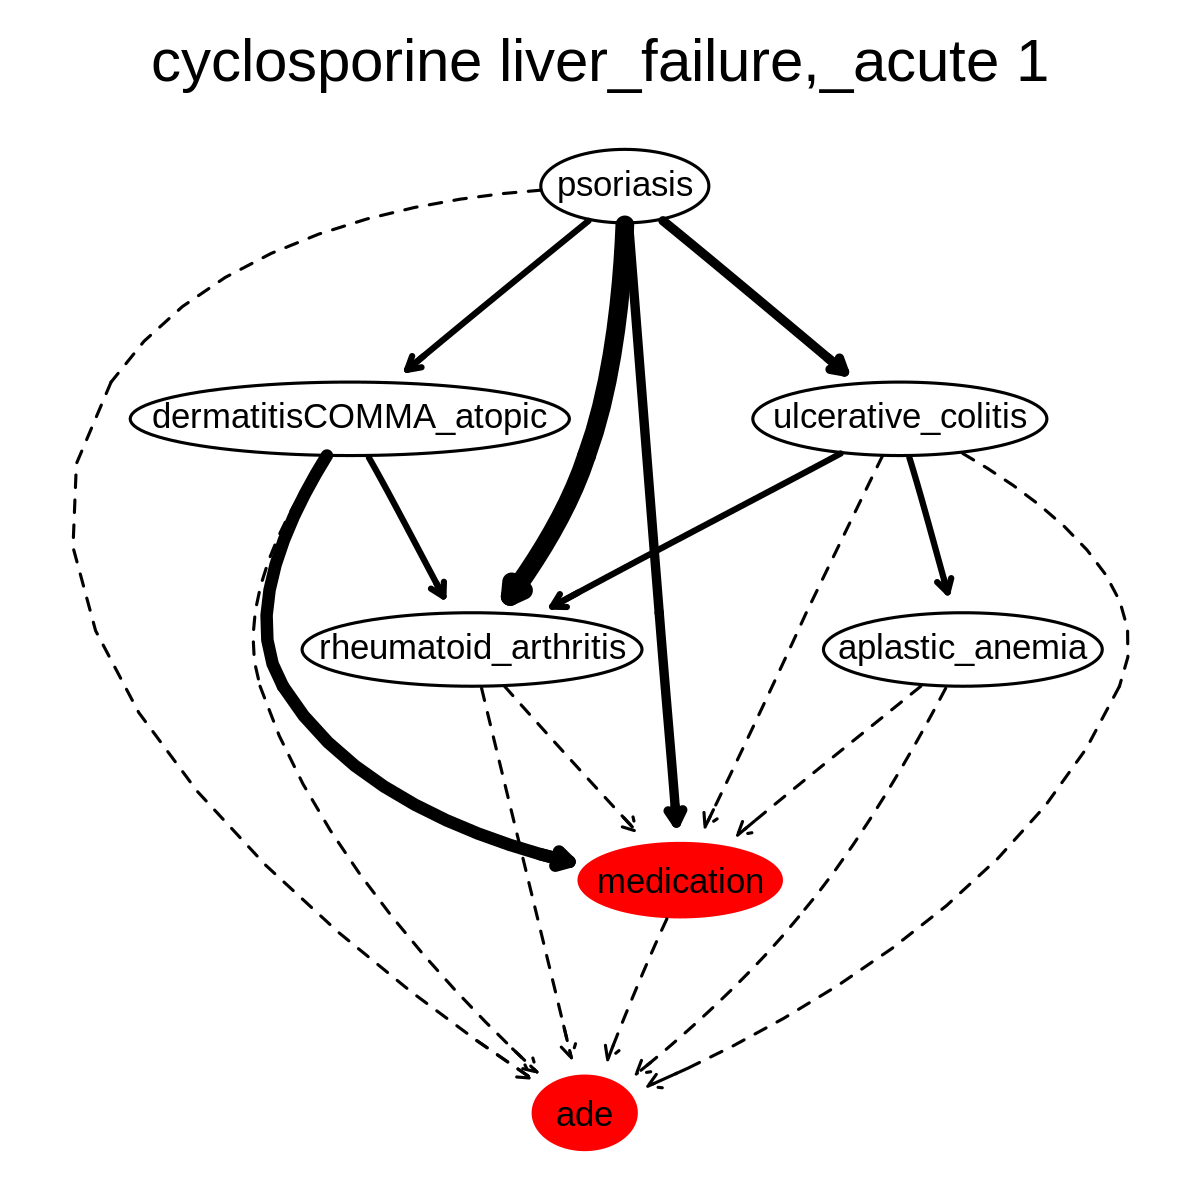 cyclosporine liver_failure,_acute 1
psoriasis
dermatitisCOMMA_atopic
ulcerative_colitis
rheumatoid_arthritis
aplastic_anemia
medication
ade